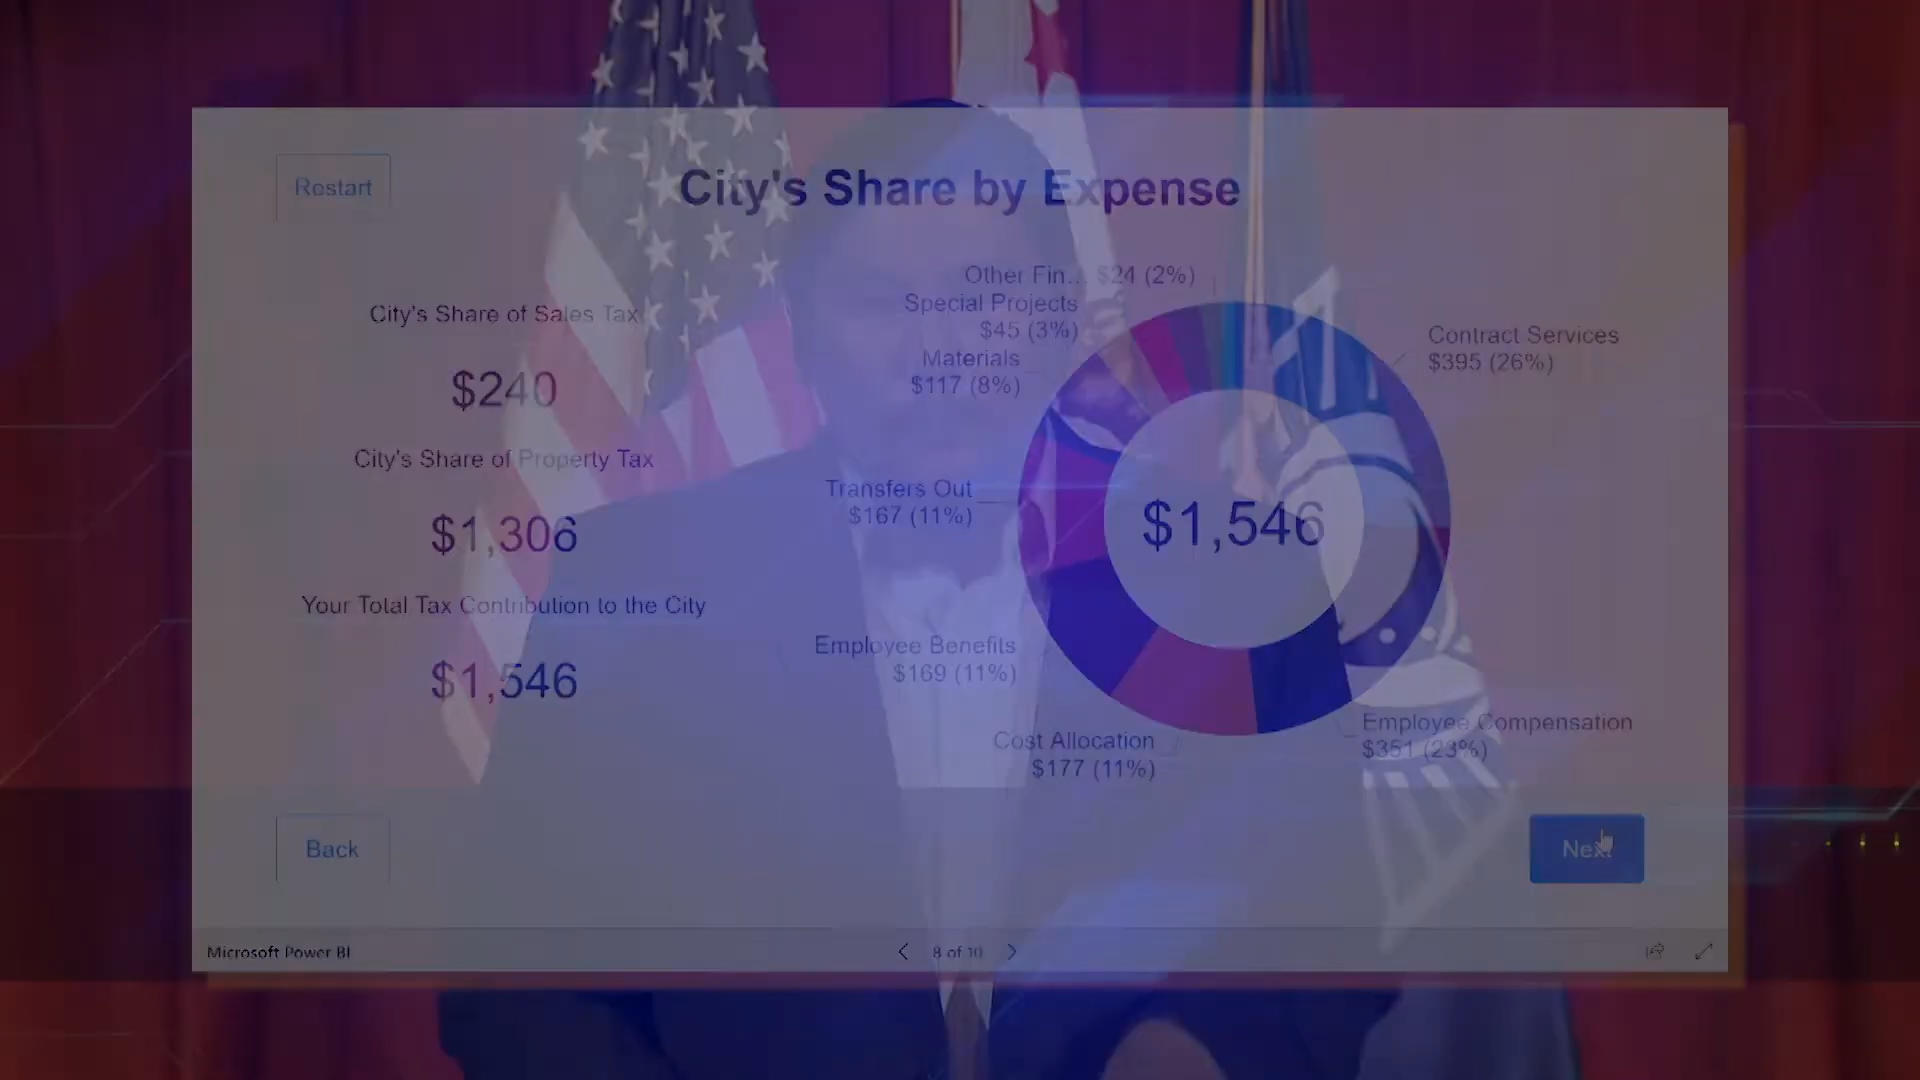 Restart
City's Share by Expense
City's Share of Sales Tax
$240
City's Share of Property Tax
$1,306
Your Total Tax Contribution to the City
$1,546
Other Fin... $24 (2%)
Special Projects
$45 (3%)
Materials
$117 (8%)
Transfers Out
$167 (11%)
Employee Benefits
$169 (11%)
Cost Allocation
$177 (11%)
Contract Services
$395 (26%)
Employee Compensation
$351 (23%)
$1,546
Back
Next
Microsoft Power BI
8 of 10